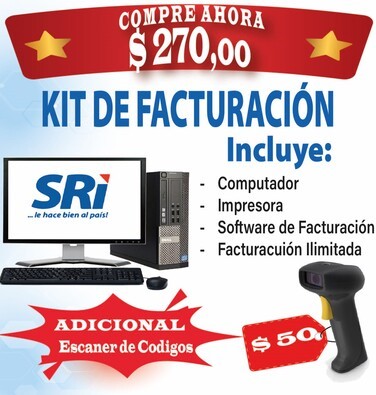 COMPRE AHORA
$ 270,00
KIT DE FACTURACIÓN
Incluye:
- Computador
- Impresora
- Software de Facturación
- Facturacuión Ilimitada
SRi
...le hace bien al país!
ADICIONAL
Escaner de Codigos
$ 50